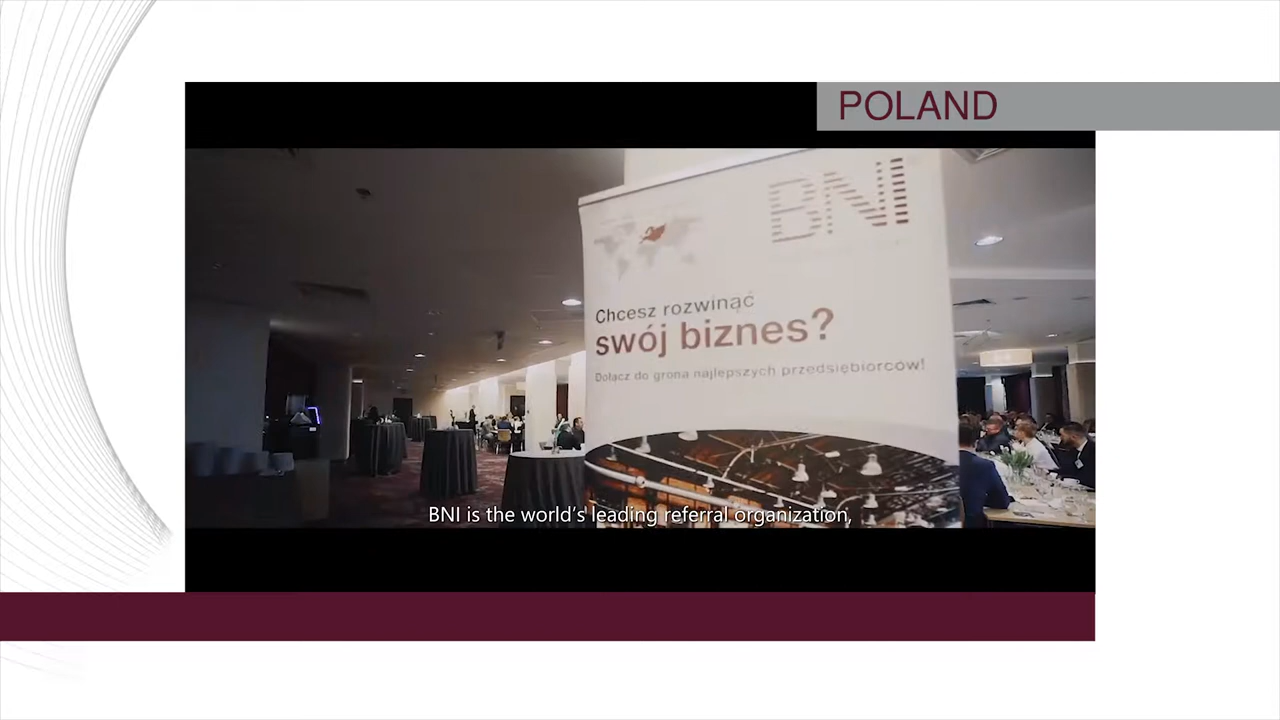 POLAND
BNI
Chcesz rozwinąć
swój biznes?
Dołącz do grona najlepszych przedsiębiorców!
BNI is the world's leading referral organization,